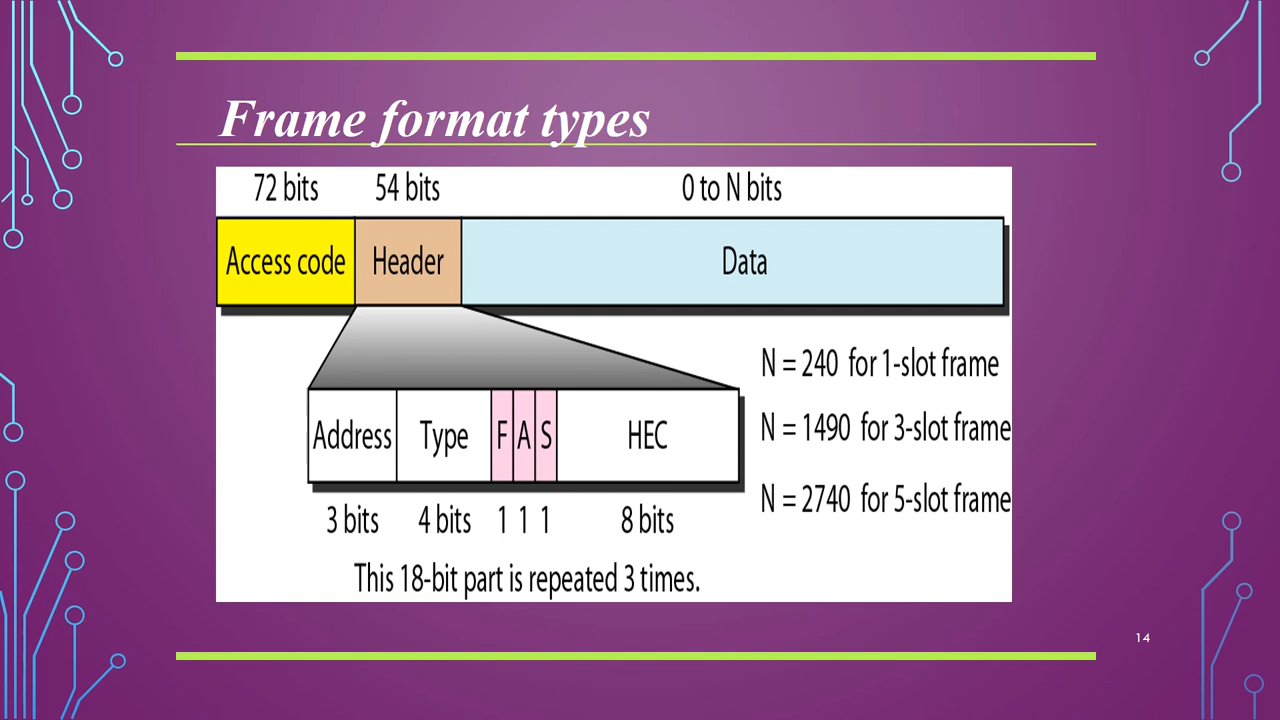 Frame format types
72 bits 54 bits 0 to N bits
Access code Header Data
N = 240 for 1-slot frame
Address Type F A S HEC
N = 1490 for 3-slot frame
N = 2740 for 5-slot frame
3 bits 4 bits 1 1 1 8 bits
This 18-bit part is repeated 3 times.
14